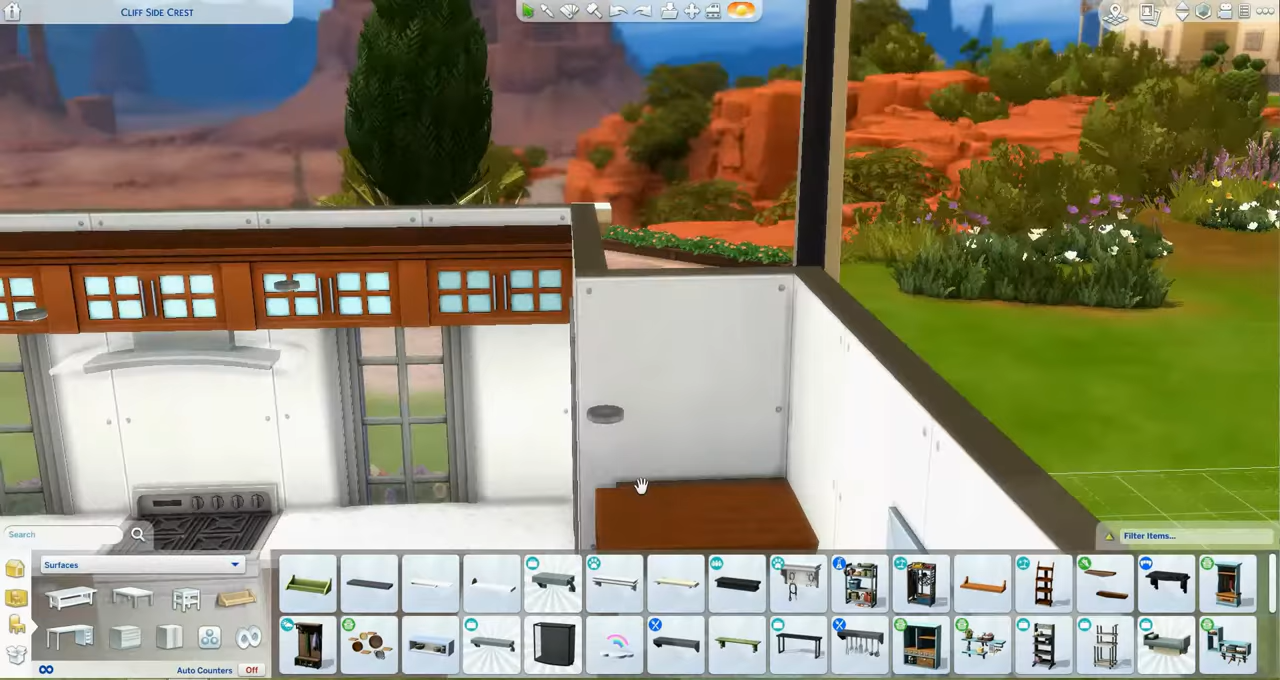 CLIFF SIDE CREST
Search
Filter Items...
Surfaces
Auto Counters
Off